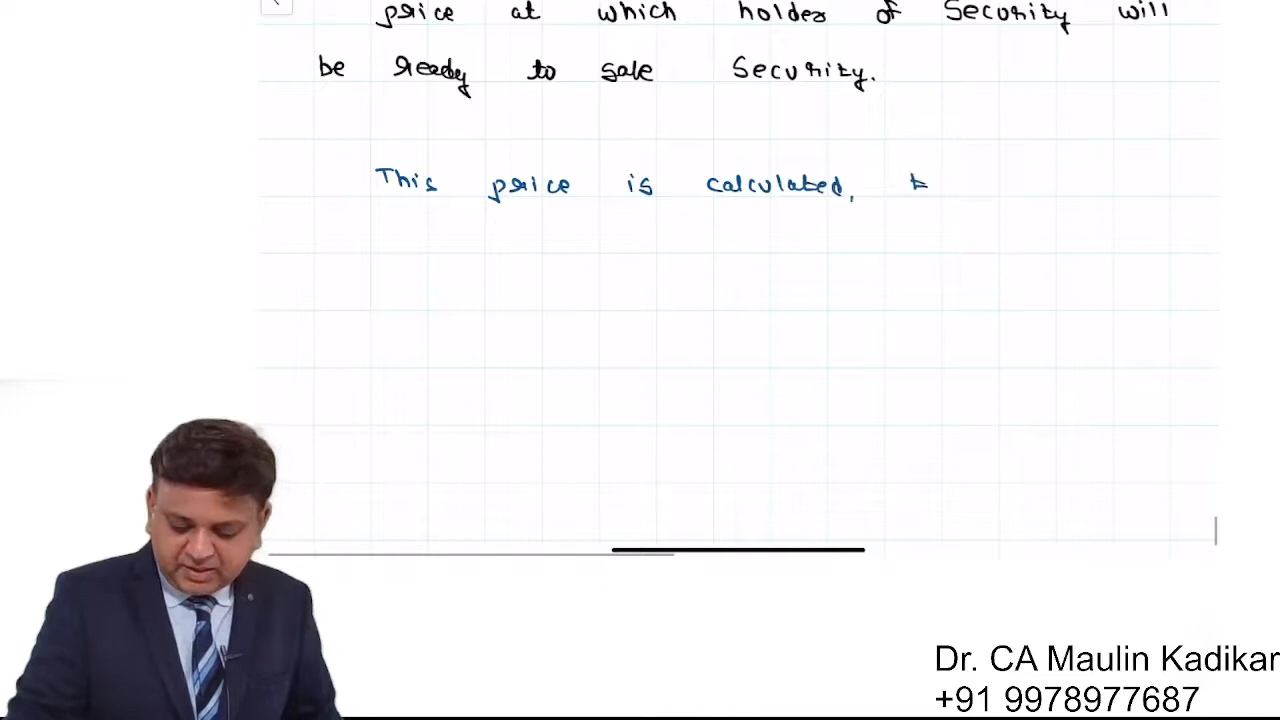 price at which holder of Security will
be ready to sale Security.
This price is calculated, t
Dr. CA Maulin Kadikar
+91 9978977687